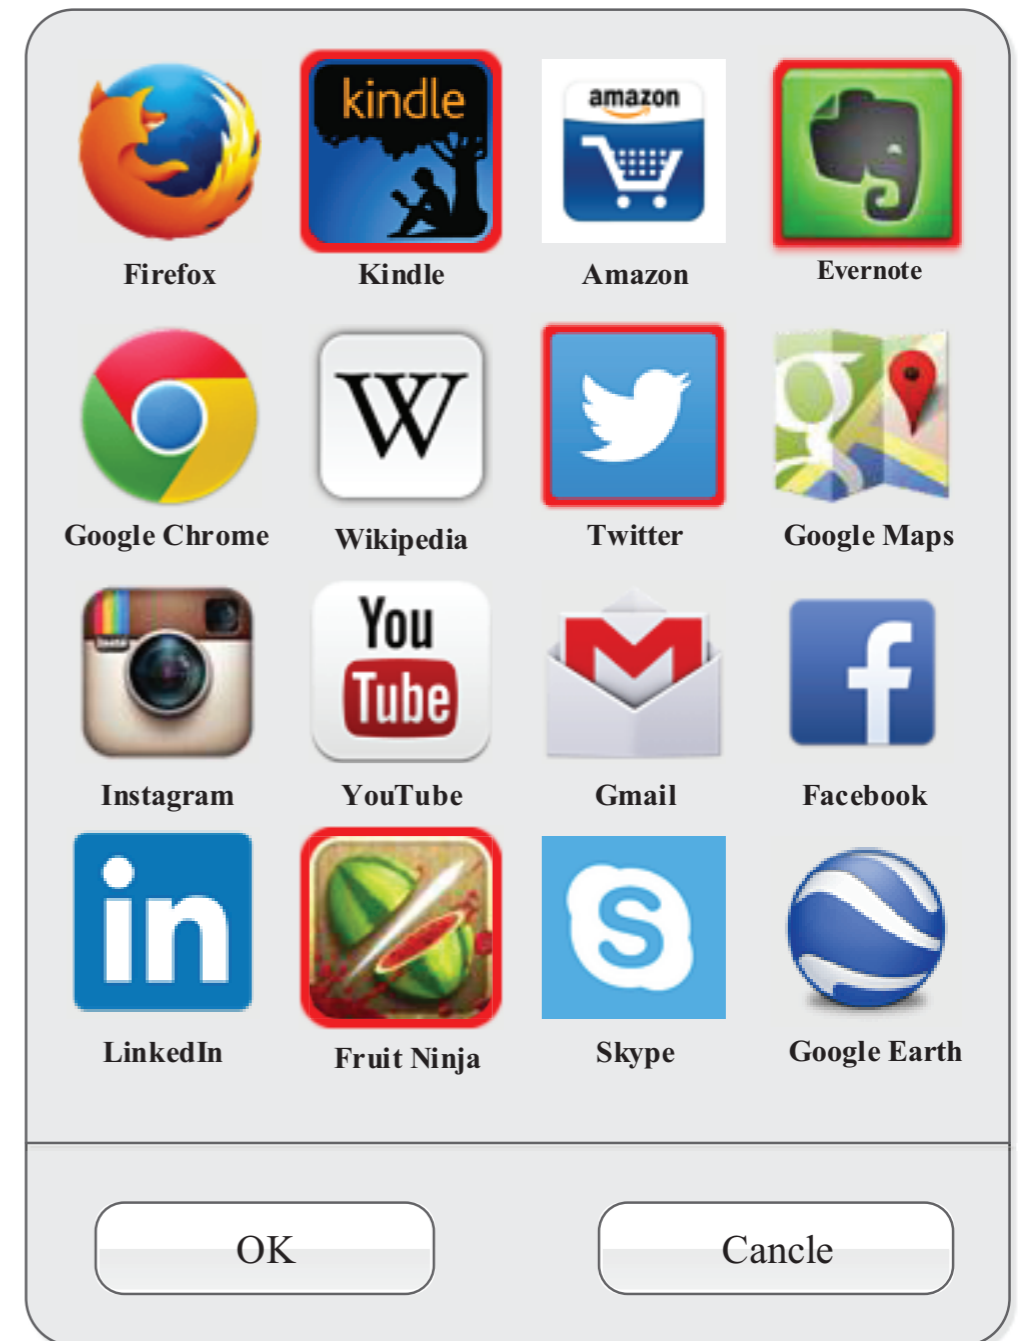 kindle
amazon
Firefox Kindle Amazon Evernote
W
g
Google Chrome Wikipedia Twitter Google Maps
You
Tube
M
f
Instagram YouTube Gmail Facebook
in
S
LinkedIn Fruit Ninja Skype Google Earth
OK Cancle